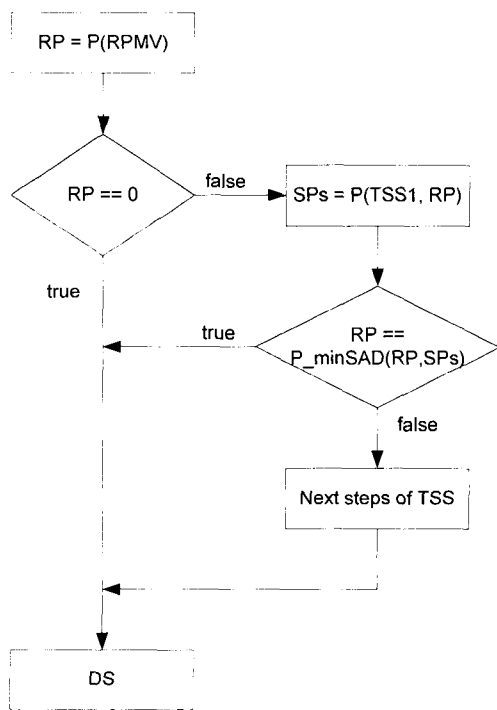 RP = P(RPMV)
RP == 0
false
SPs = P(TSS1, RP)
true
true
RP ==
P_minSAD(RP,SPs)
false
Next steps of TSS
DS